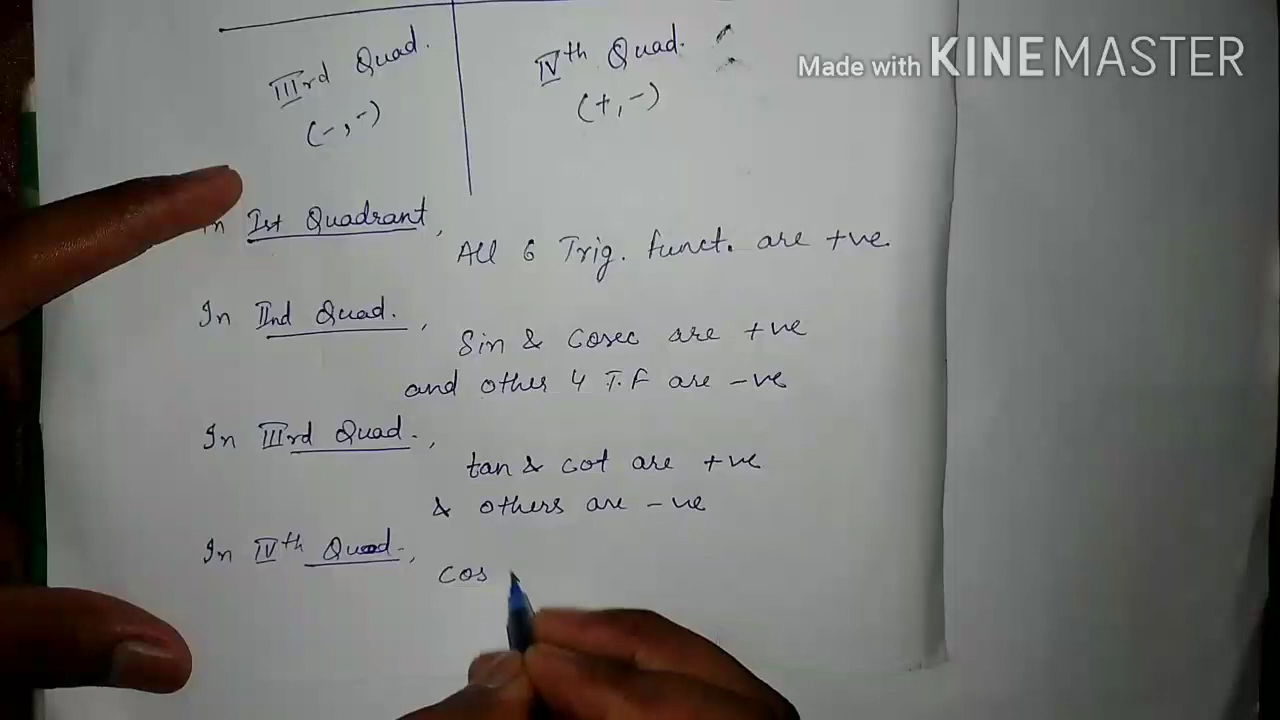 IIIrd Quad.
(-,-)
IVth Quad.
(+,-)
Made with KINEMASTER
In Ist Quadrant,
All 6 Trig. funct. are +ve.
In IInd Quad.,
Sin & Cosec are +ve
and other 4 T.F are -ve
In IIIrd Quad.,
tan & cot are +ve
& others are -ve
In IVth Quad.,
Cos